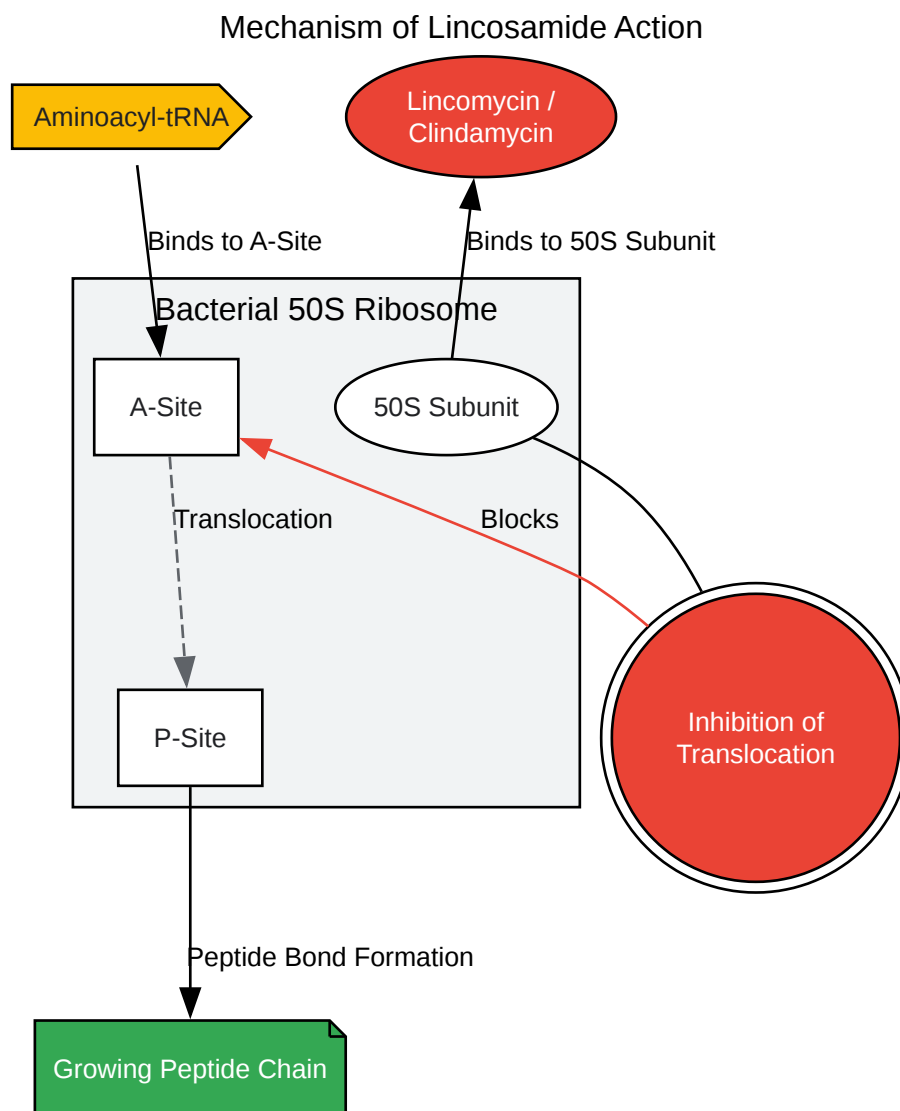 Mechanism of Lincosamide Action
Aminoacyl-tRNA
Lincomycin /
Clindamycin
Binds to A-Site
Binds to 50S Subunit
Bacterial 50S Ribosome
A-Site
50S Subunit
Translocation
Blocks
P-Site
Inhibition of
Translocation
Peptide Bond Formation
Growing Peptide Chain